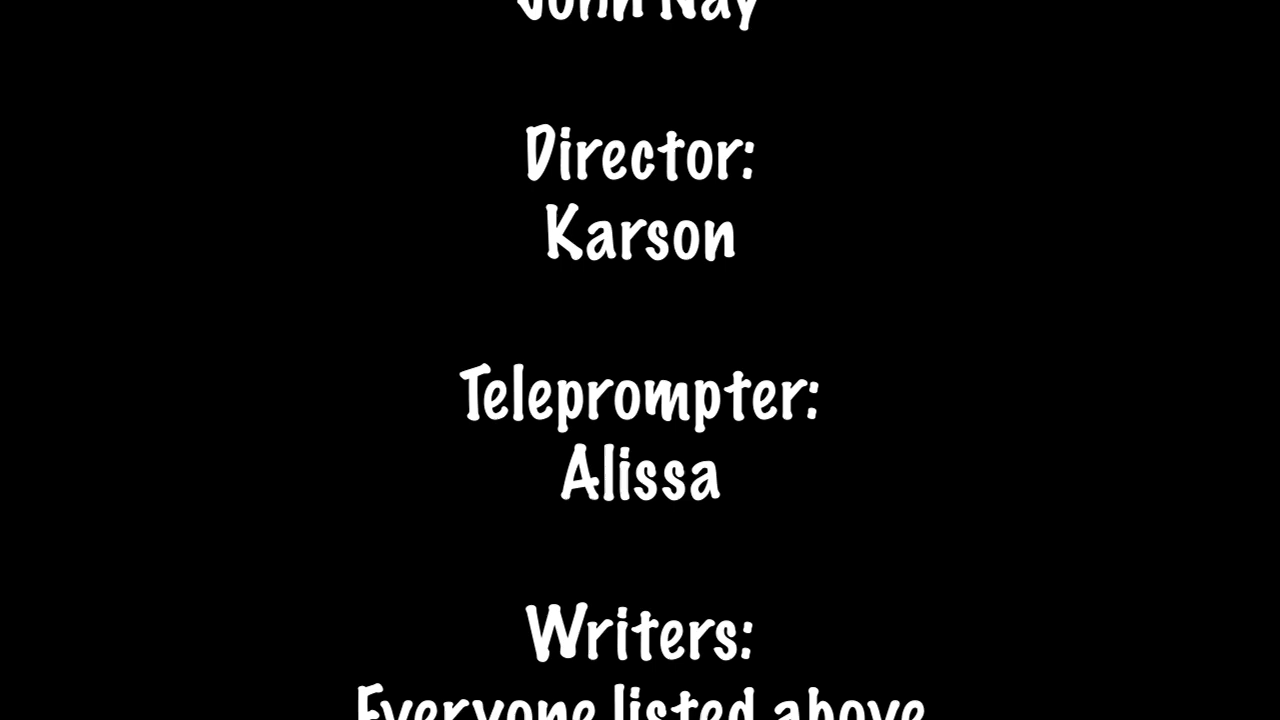 John Nay
Director:
Karson
Teleprompter:
Alissa
Writers:
Everyone listed above